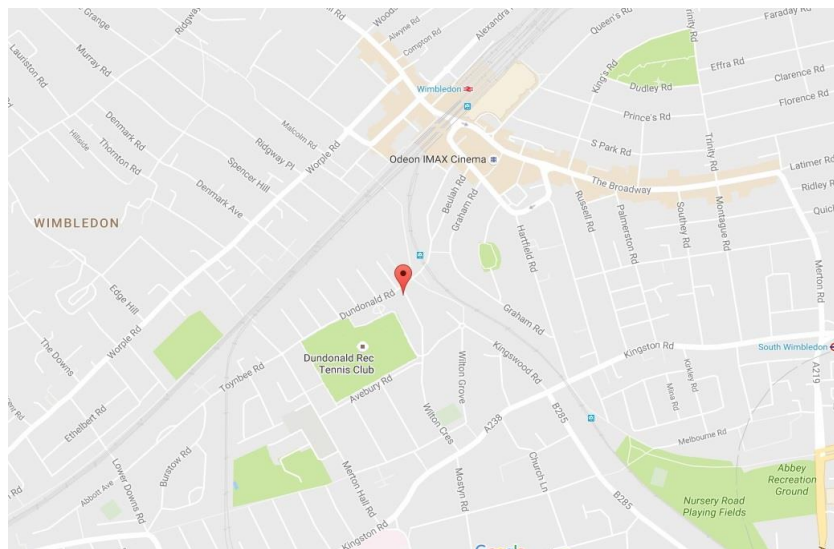 Grange
Ridgway
Wood
Alwyne Rd
Compton Rd
Alexandra
Queen's Rd
Trinity Rd
Faraday
Launston Rd
Murray Rd
Effra Rd
Clarence Rd
Wimbledon
King's Rd
Dudley Rd
Florence Rd
Prince's Rd
Denmark Rd
Hillside
Thornton Rd
Malcolm Rd
Ridgway Pl
Worple Rd
S Park Rd
Trinity Rd
Spencer Hill
Odeon IMAX Cinema
Latimer Rd
Denmark Ave
The Broadway
Ridley
Beulah Rd
Graham Rd
Russell Rd
Palmerston Rd
Southey Rd
Montague Rd
Quic
WIMBLEDON
Hartfield Rd
Merton Rd
Edge Hill
Dundonald Rd
Graham Rd
Worple Rd
The Downs
Dundonald Rec
Tennis Club
Kingswood Rd
Kingston Rd
South Wimbledon
Toynbee Rd
Wilton Grove
Kirkley Rd
A219
Avebury Rd
Mina Rd
Ethelbert Rd
Wilton Cres
A238
B285
Melbourne Rd
Lower Downs Rd
Burstow Rd
Abbott Ave
Merton Hall Rd
Mostyn Rd
Church Ln
Abbey
Recreation
Ground
B285
Nursery Road
Playing Fields
Kingston Rd